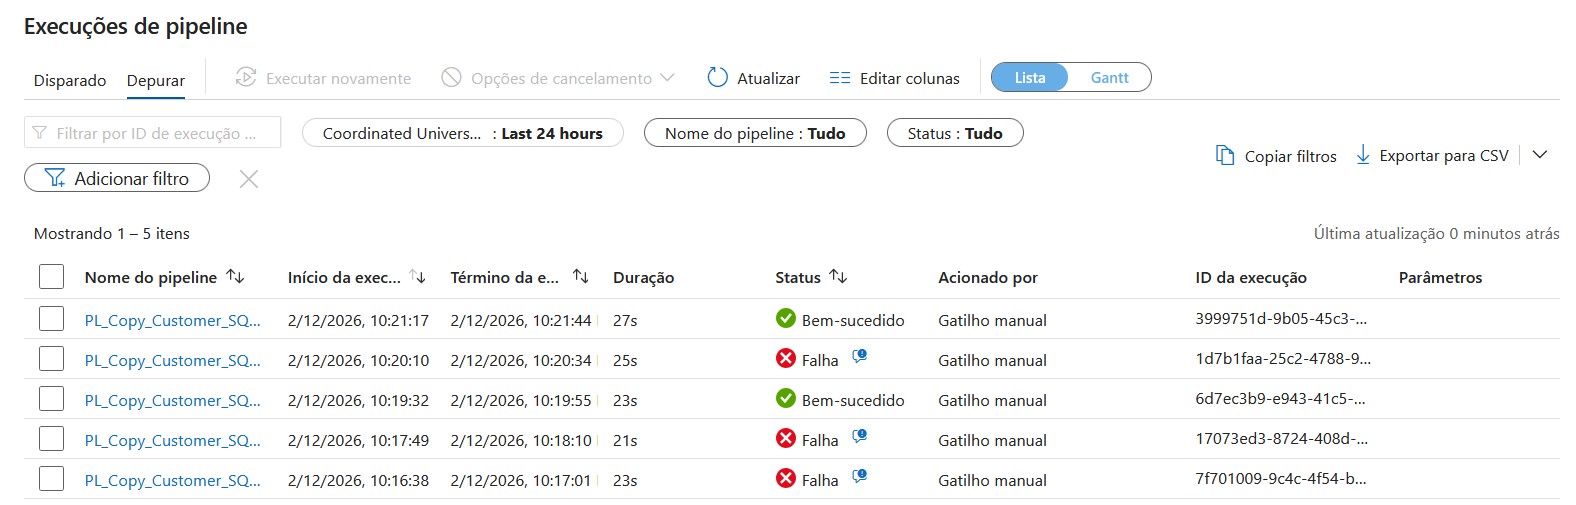 Execuções de pipeline
Disparado Depurar Executar novamente Opções de cancelamento Atualizar Editar colunas Lista Gantt
Filtrar por ID de execução ... Coordinated Univers... : Last 24 hours Nome do pipeline : Tudo Status : Tudo
Copiar filtros Exportar para CSV
Adicionar filtro
Mostrando 1 – 5 itens Última atualização 0 minutos atrás
Nome do pipeline Início da exec... Término da e... Duração Status Acionado por ID da execução Parâmetros
PL_Copy_Customer_SQ... 2/12/2026, 10:21:17 2/12/2026, 10:21:44 27s Bem-sucedido Gatilho manual 3999751d-9b05-45c3-...
PL_Copy_Customer_SQ... 2/12/2026, 10:20:10 2/12/2026, 10:20:34 25s Falha Gatilho manual 1d7b1faa-25c2-4788-9...
PL_Copy_Customer_SQ... 2/12/2026, 10:19:32 2/12/2026, 10:19:55 23s Bem-sucedido Gatilho manual 6d7ec3b9-e943-41c5-...
PL_Copy_Customer_SQ... 2/12/2026, 10:17:49 2/12/2026, 10:18:10 21s Falha Gatilho manual 17073ed3-8724-408d-...
PL_Copy_Customer_SQ... 2/12/2026, 10:16:38 2/12/2026, 10:17:01 23s Falha Gatilho manual 7f701009-9c4c-4f54-b...